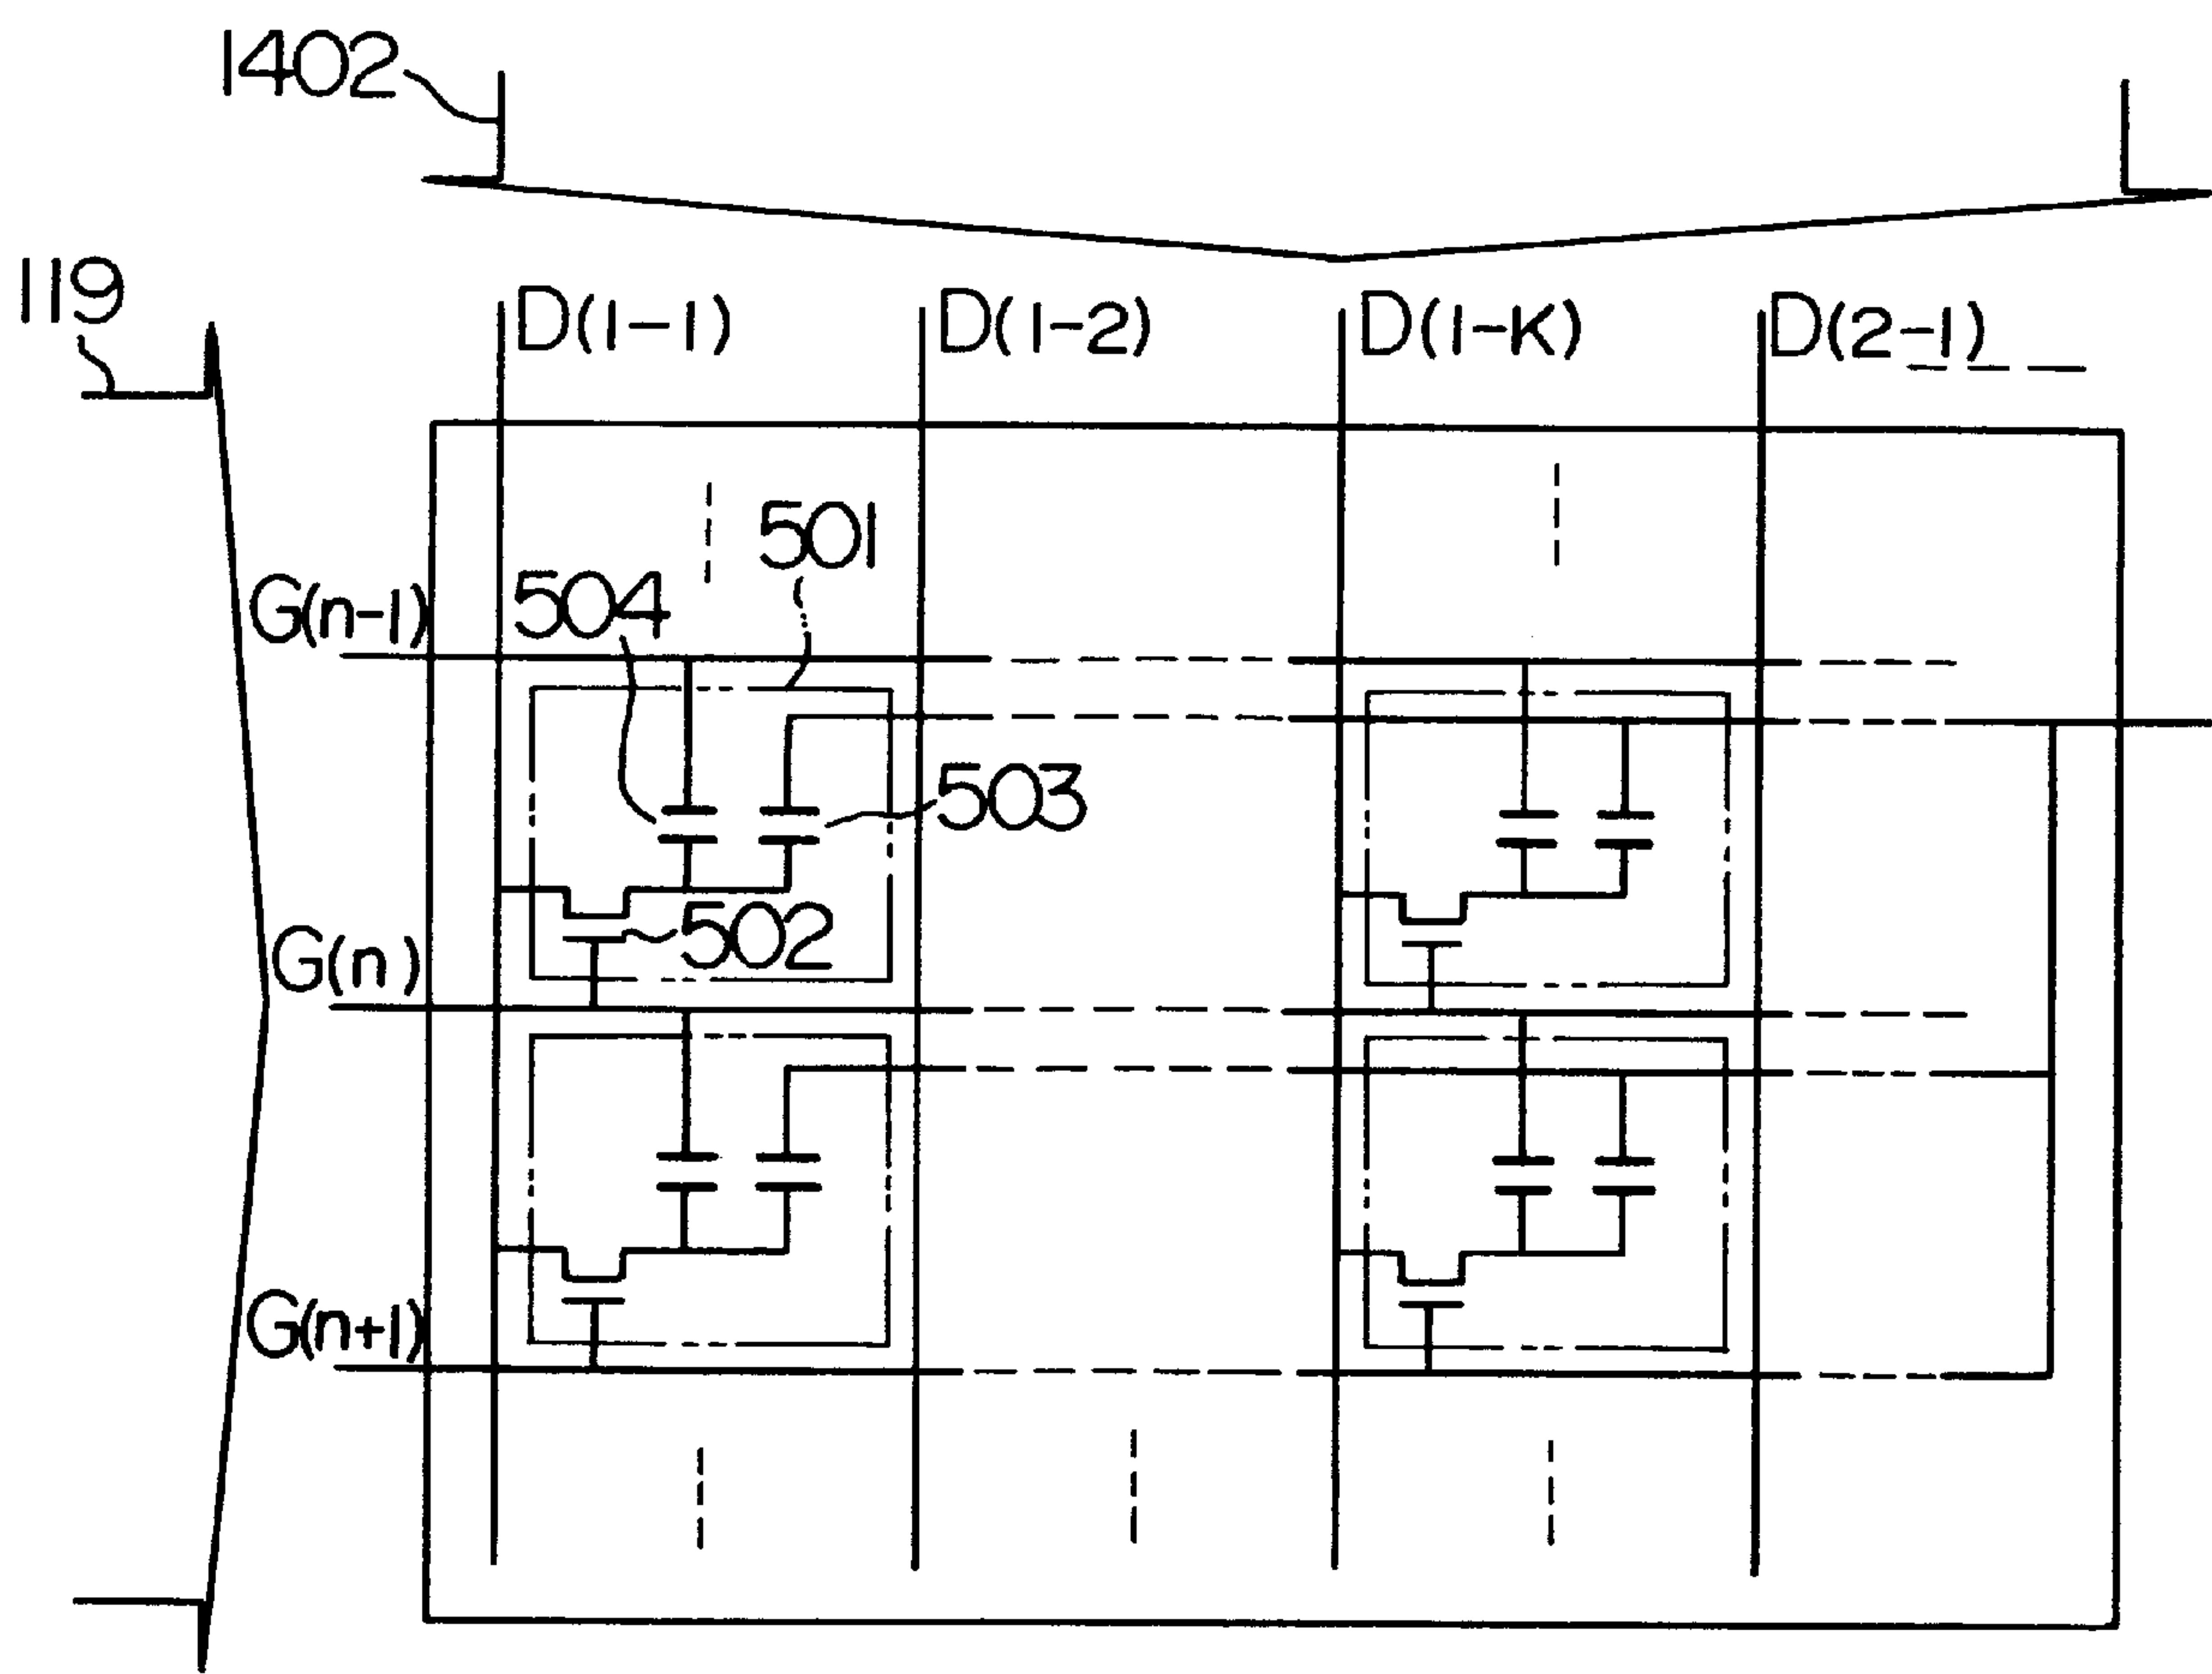 1402
119
D(1-1) D(1-2) D(1-K) D(2-1)
501
504
G(n-1)
503
502
G(n)
G(n+1)